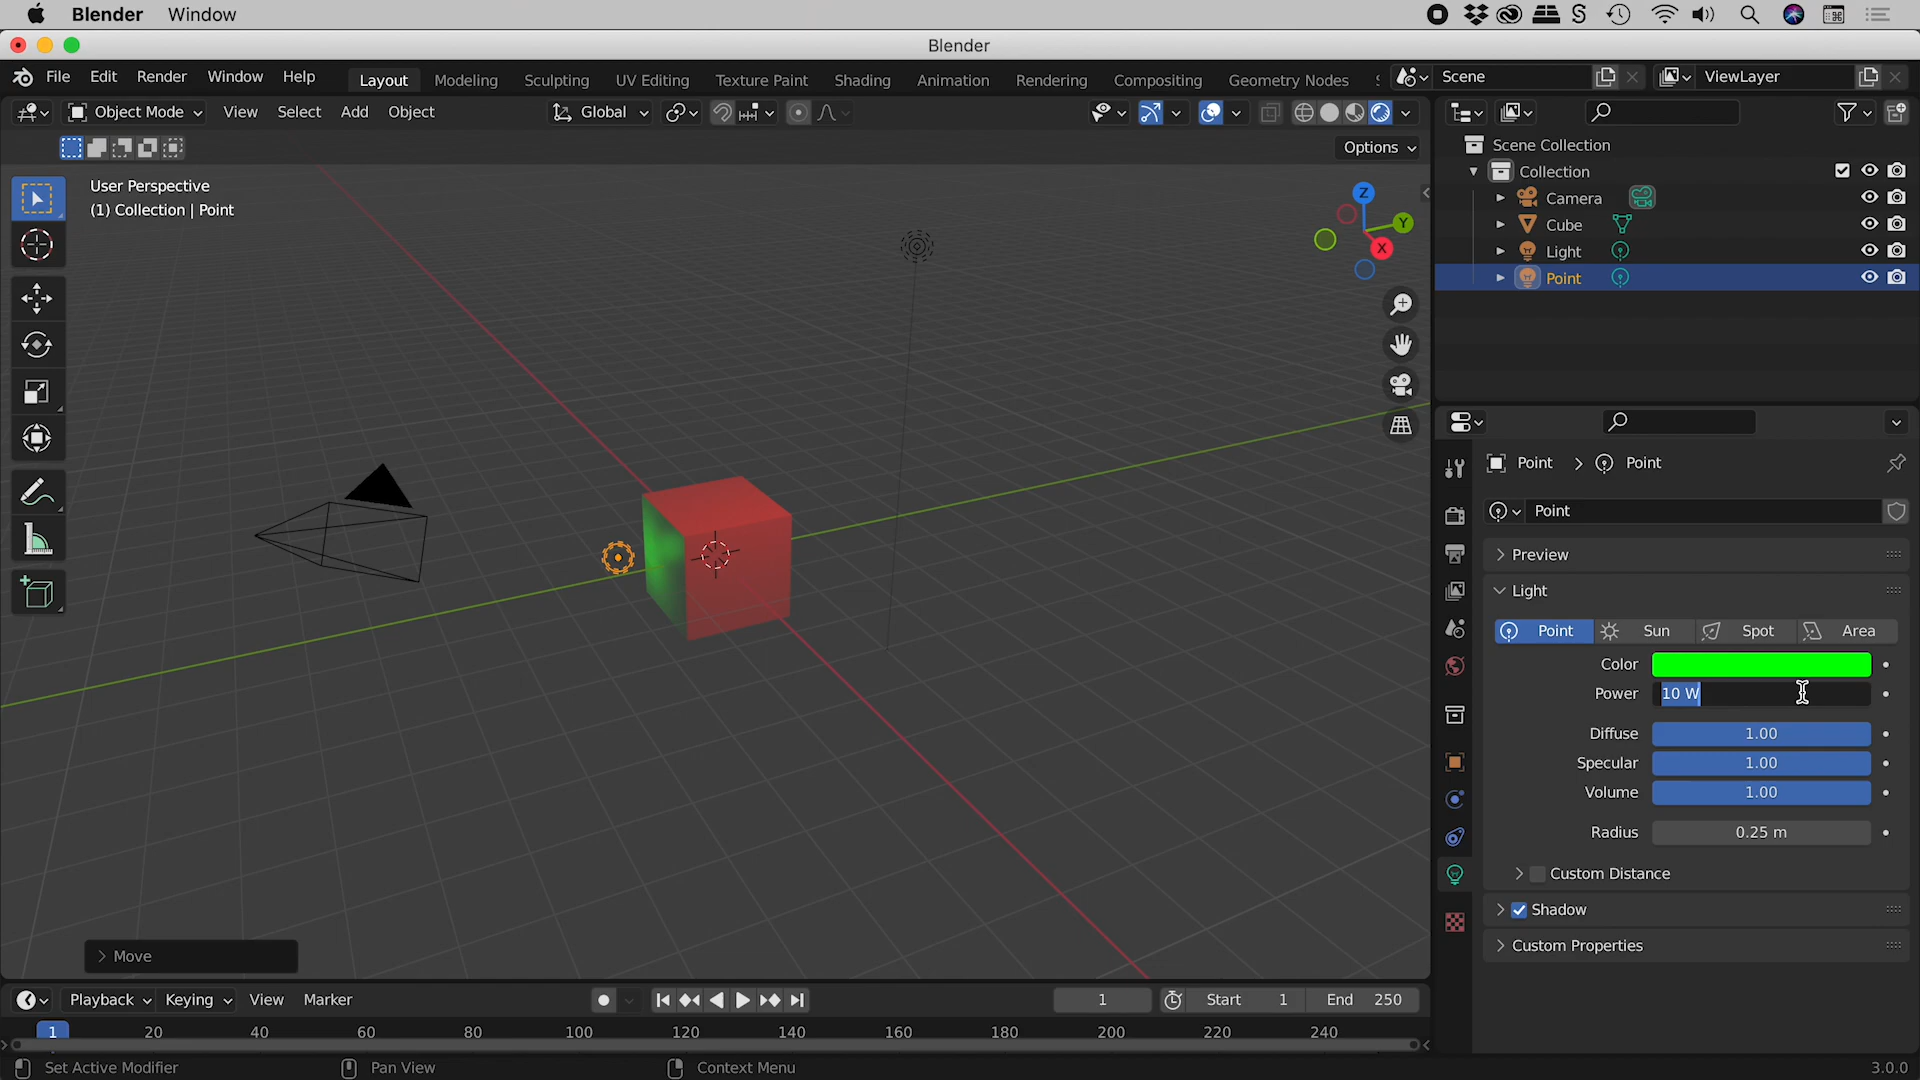 Blender Window
Blender
File Edit Render Window Help Layout Modeling Sculpting UV Editing Texture Paint Shading Animation Rendering Compositing Geometry Nodes Scene ViewLayer
Object Mode View Select Add Object Global
Options
User Perspective
(1) Collection | Point
Z
Y
X
Scene Collection
Collection
Camera
Cube
Light
Point
Point > Point
Point
Preview
Light
Point Sun Spot Area
Color
Power 10 W
Diffuse 1.00
Specular 1.00
Volume 1.00
Radius 0.25 m
Custom Distance
Shadow
Custom Properties
Move
Playback Keying View Marker 1 Start 1 End 250
1 20 40 60 80 100 120 140 160 180 200 220 240
Set Active Modifier Pan View Context Menu 3.0.0